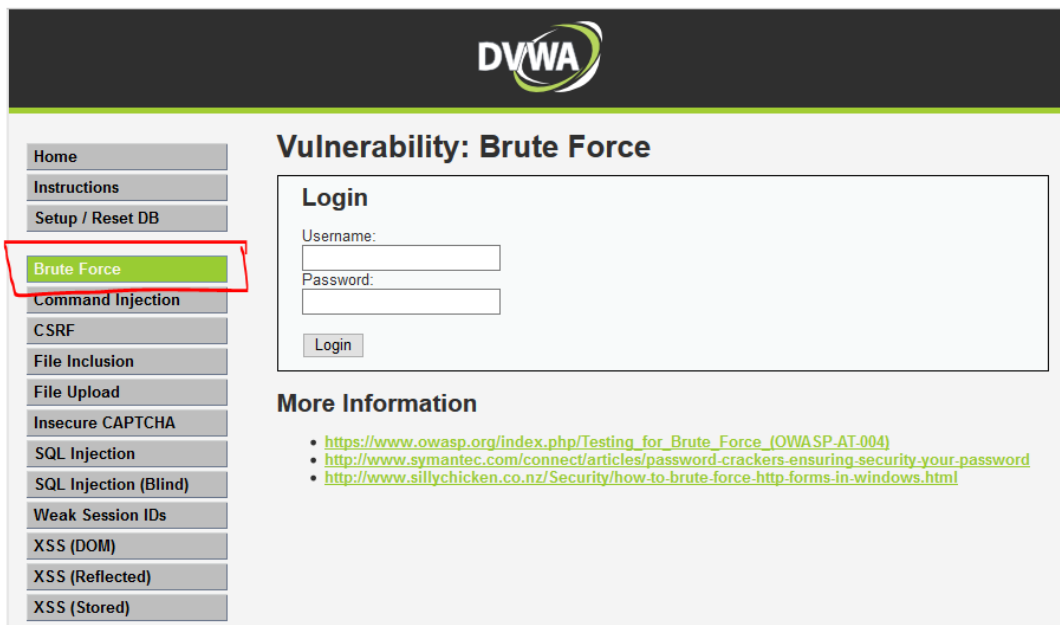 DVWA
Home
Instructions
Setup / Reset DB
Brute Force
Command Injection
CSRF
File Inclusion
File Upload
Insecure CAPTCHA
SQL Injection
SQL Injection (Blind)
Weak Session IDs
XSS (DOM)
XSS (Reflected)
XSS (Stored)
Vulnerability: Brute Force
Login
Username:
Password:
Login
More Information
https://www.owasp.org/index.php/Testing_for_Brute_Force_(OWASP-AT-004)
http://www.symantec.com/connect/articles/password-crackers-ensuring-security-your-password
http://www.sillychicken.co.nz/Security/how-to-brute-force-http-forms-in-windows.html